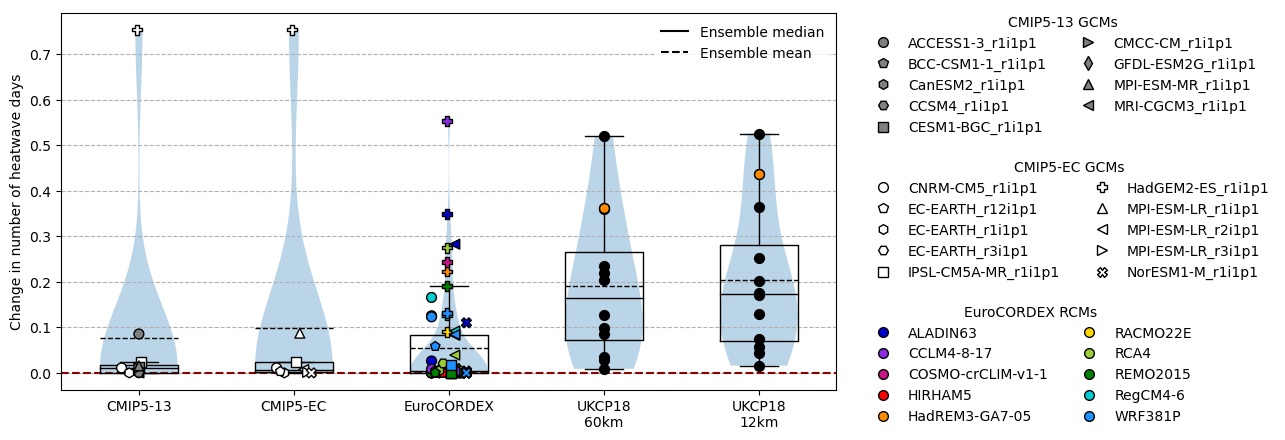 Change in number of heatwave days
0.7
0.6
0.5
0.4
0.3
0.2
0.1
0.0
Ensemble median
Ensemble mean
CMIP5-13
CMIP5-EC
EuroCORDEX
UKCP18
60km
UKCP18
12km
CMIP5-13 GCMs
ACCESS1-3_r1i1p1
BCC-CSM1-1_r1i1p1
CanESM2_r1i1p1
CCSM4_r1i1p1
CESM1-BGC_r1i1p1
CMCC-CM_r1i1p1
GFDL-ESM2G_r1i1p1
MPI-ESM-MR_r1i1p1
MRI-CGCM3_r1i1p1
CMIP5-EC GCMs
CNRM-CM5_r1i1p1
EC-EARTH_r12i1p1
EC-EARTH_r1i1p1
EC-EARTH_r3i1p1
IPSL-CM5A-MR_r1i1p1
HadGEM2-ES_r1i1p1
MPI-ESM-LR_r1i1p1
MPI-ESM-LR_r2i1p1
MPI-ESM-LR_r3i1p1
NorESM1-M_r1i1p1
EuroCORDEX RCMs
ALADIN63
CCLM4-8-17
COSMO-crCLIM-v1-1
HIRHAM5
HadREM3-GA7-05
RACMO22E
RCA4
REMO2015
RegCM4-6
WRF381P